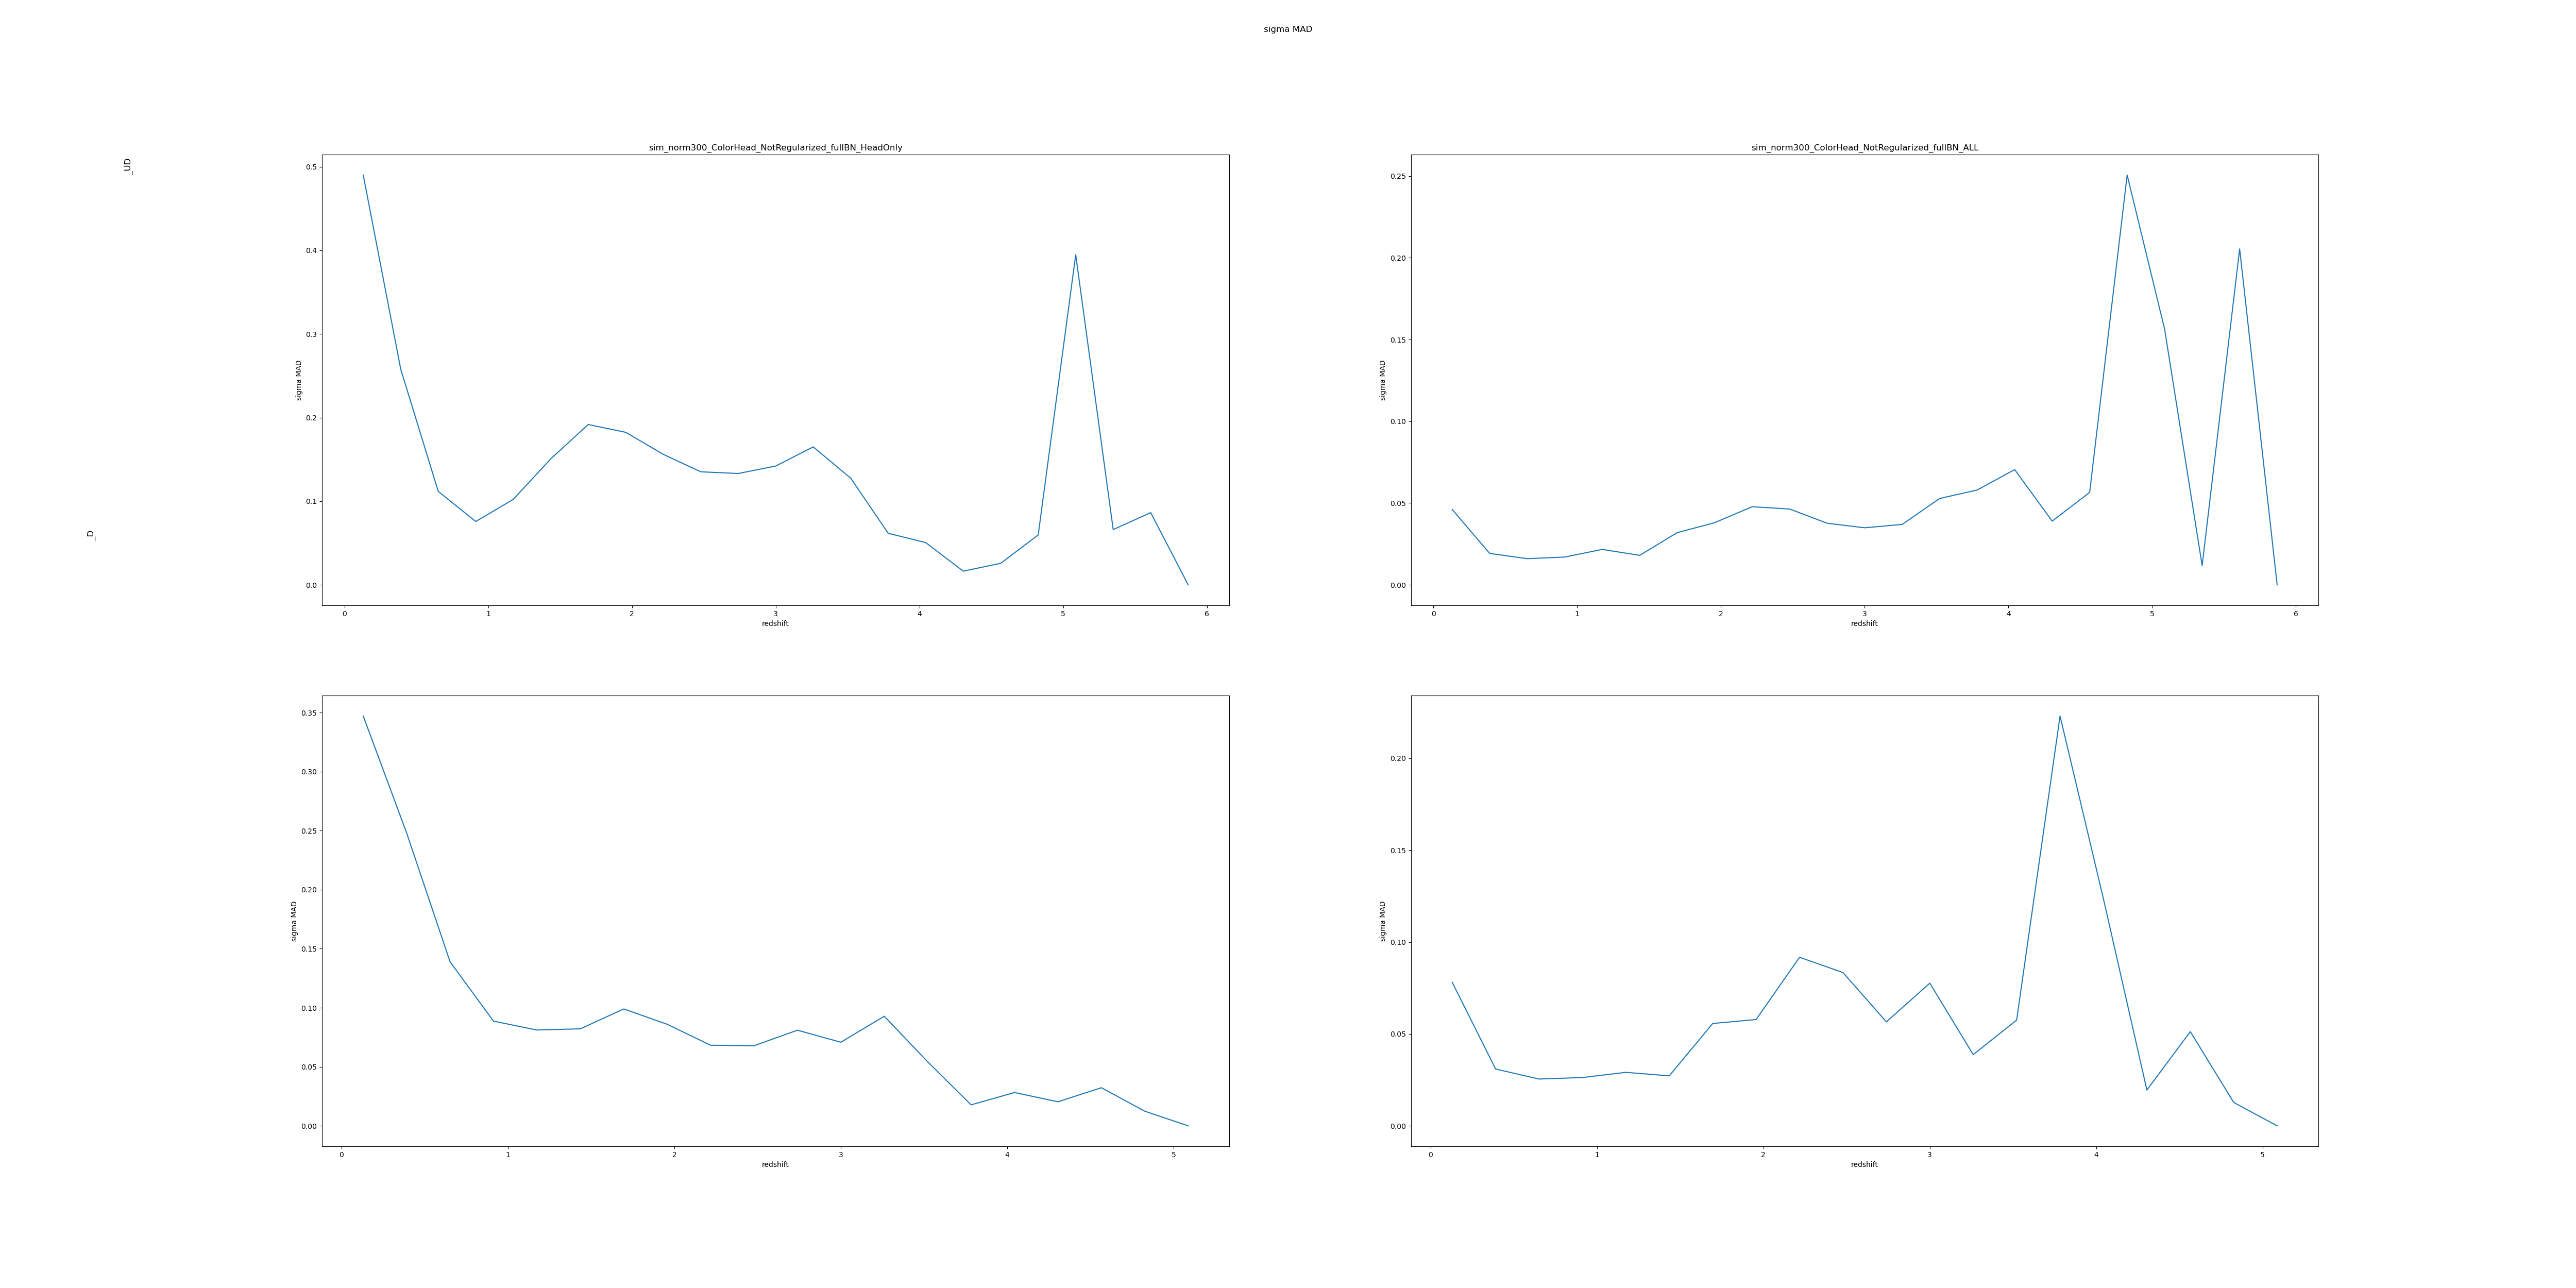 sigma MAD
_UD
sim_norm300_ColorHead_NotRegularized_fullBN_HeadOnly
0.5
0.4
0.3
0.2
0.1
0.0
sigma MAD
0 1 2 3 4 5 6
redshift
sim_norm300_ColorHead_NotRegularized_fullBN_ALL
0.25
0.20
0.15
0.10
0.05
0.00
sigma MAD
0 1 2 3 4 5 6
redshift
_D
0.35
0.30
0.25
0.20
0.15
0.10
0.05
0.00
sigma MAD
0 1 2 3 4 5
redshift
0.20
0.15
0.10
0.05
0.00
sigma MAD
0 1 2 3 4 5
redshift